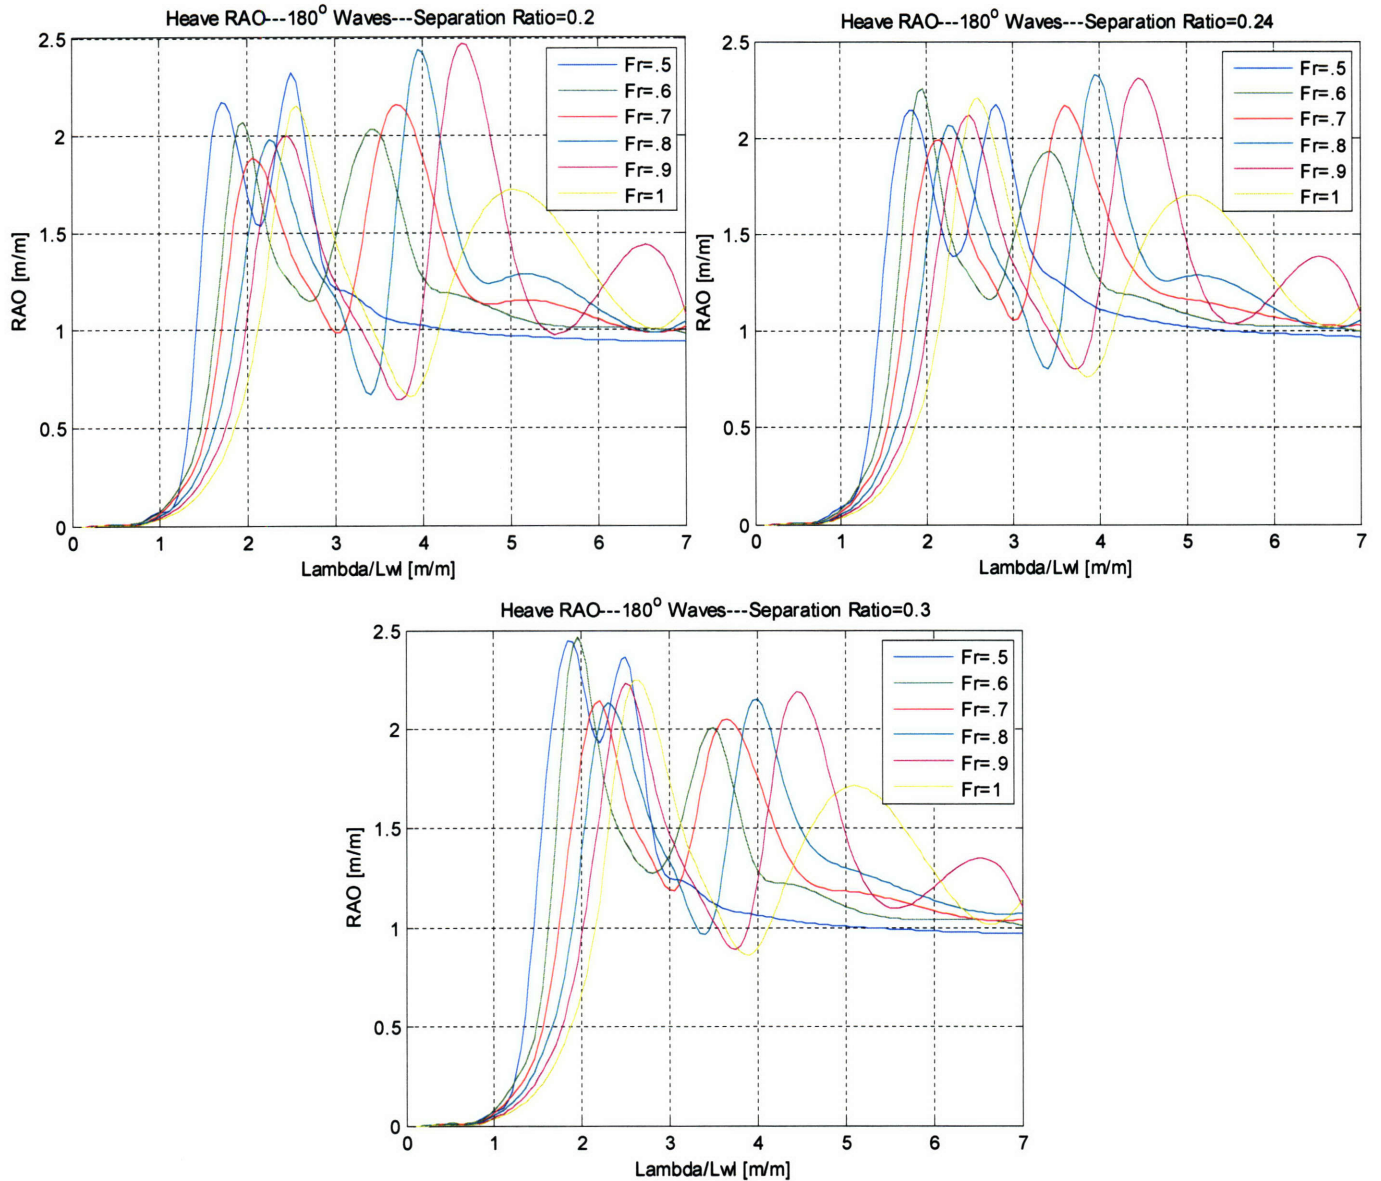 Heave RAO---180° Waves---Separation Ratio=0.2
2.5
2
1.5
1
0.5
0
RAO [m/m]
0 1 2 3 4 5 6 7
Lambda/Lwl [m/m]
Fr=.5
Fr=.6
Fr=.7
Fr=.8
Fr=.9
Fr=1
Heave RAO---180° Waves---Separation Ratio=0.24
2.5
2
1.5
1
0.5
0
RAO [m/m]
0 1 2 3 4 5 6 7
Lambda/Lwl [m/m]
Fr=.5
Fr=.6
Fr=.7
Fr=.8
Fr=.9
Fr=1
Heave RAO---180° Waves---Separation Ratio=0.3
2.5
2
1.5
1
0.5
0
RAO [m/m]
0 1 2 3 4 5 6 7
Lambda/Lwl [m/m]
Fr=.5
Fr=.6
Fr=.7
Fr=.8
Fr=.9
Fr=1